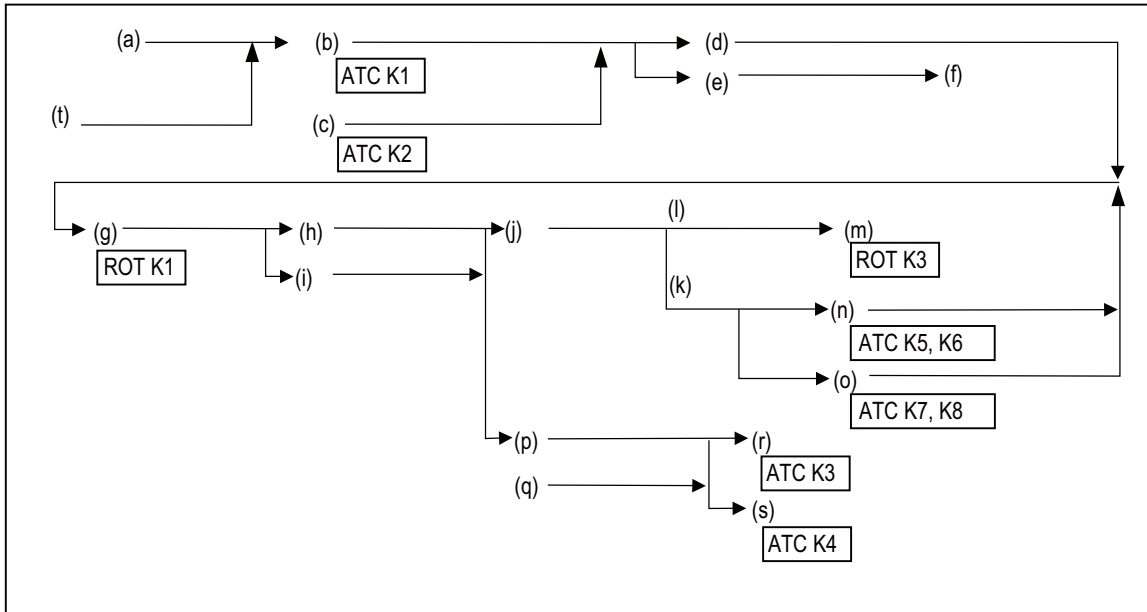 (a) (b) (d)
ATC K1 (e) (f)
(t) (c)
ATC K2
(g) (h) (j) (l) (m)
ROT K1 (i) ROT K3
(k) (n)
ATC K5, K6
(o)
ATC K7, K8
(p) (r)
(q) ATC K3
(s)
ATC K4